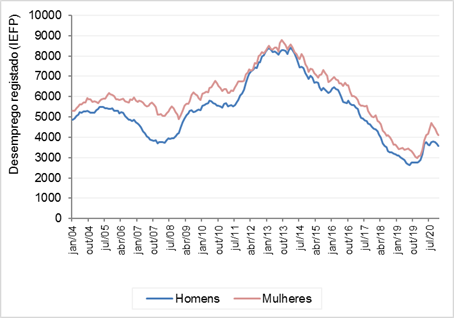 Desemprego registado (IEFP)
10000
9000
8000
7000
6000
5000
4000
3000
2000
1000
0
jan/04
out/04
jul/05
abr/06
jan/07
out/07
jul/08
abr/09
jan/10
out/10
jul/11
abr/12
jan/13
out/13
jul/14
abr/15
jan/16
out/16
jul/17
abr/18
jan/19
out/19
jul/20
Homens Mulheres